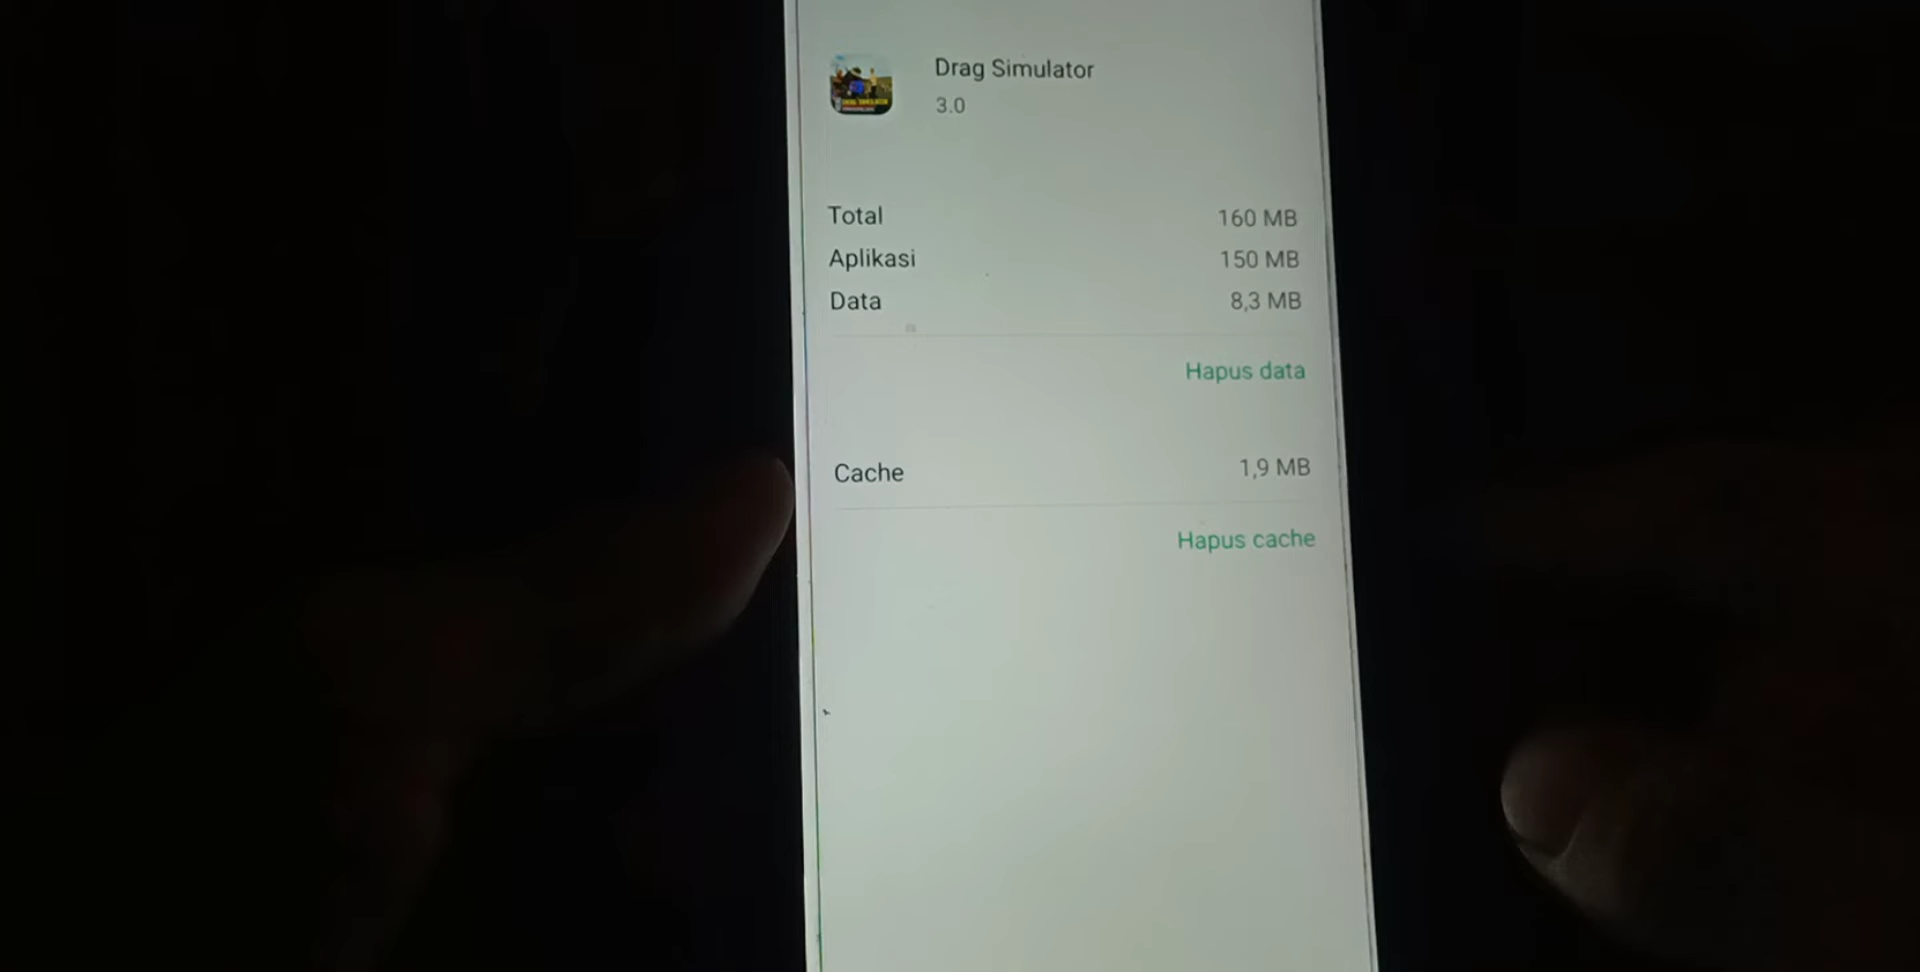 Drag Simulator
3.0
Total 160 MB
Aplikasi 150 MB
Data 8,3 MB
Hapus data
Cache 1,9 MB
Hapus cache